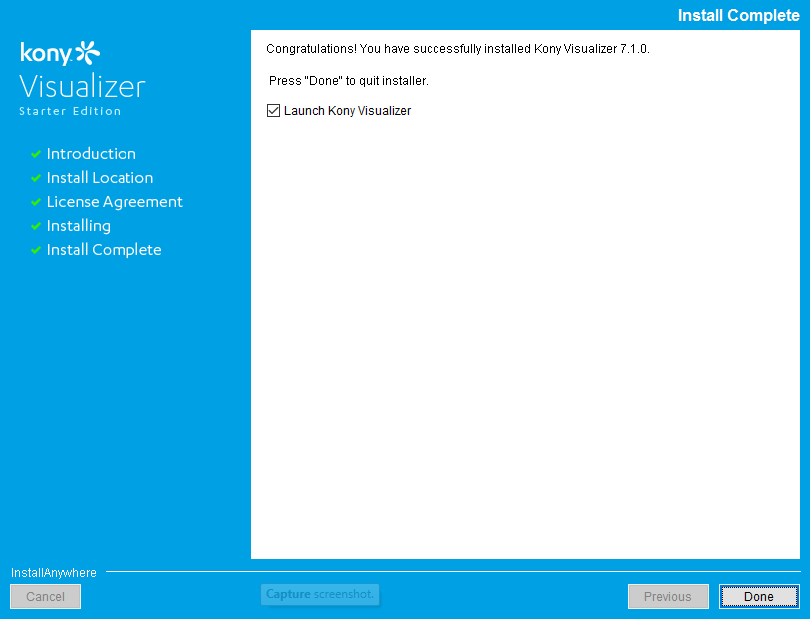 Install Complete
kony
Visualizer
Starter Edition
Introduction
Install Location
License Agreement
Installing
Install Complete
Congratulations! You have successfully installed Kony Visualizer 7.1.0.
Press "Done" to quit installer.
Launch Kony Visualizer
InstallAnywhere
Cancel
Capture screenshot.
Previous
Done